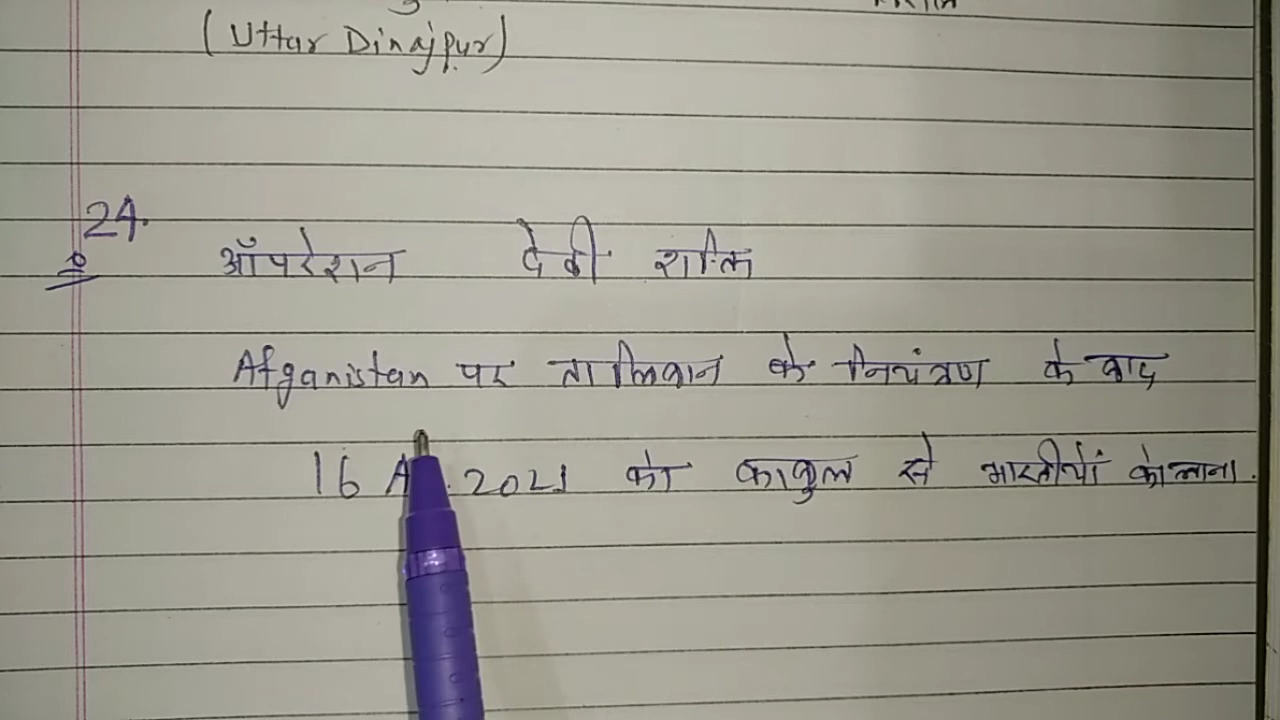 (Uttar Dinajpur)
24.
ऑपरेशन देवी शक्ति
Afganistan पर तालिबान के नियंत्रण के बाद
16 A . 2021 को काबुल से भारतीयों को लाना.